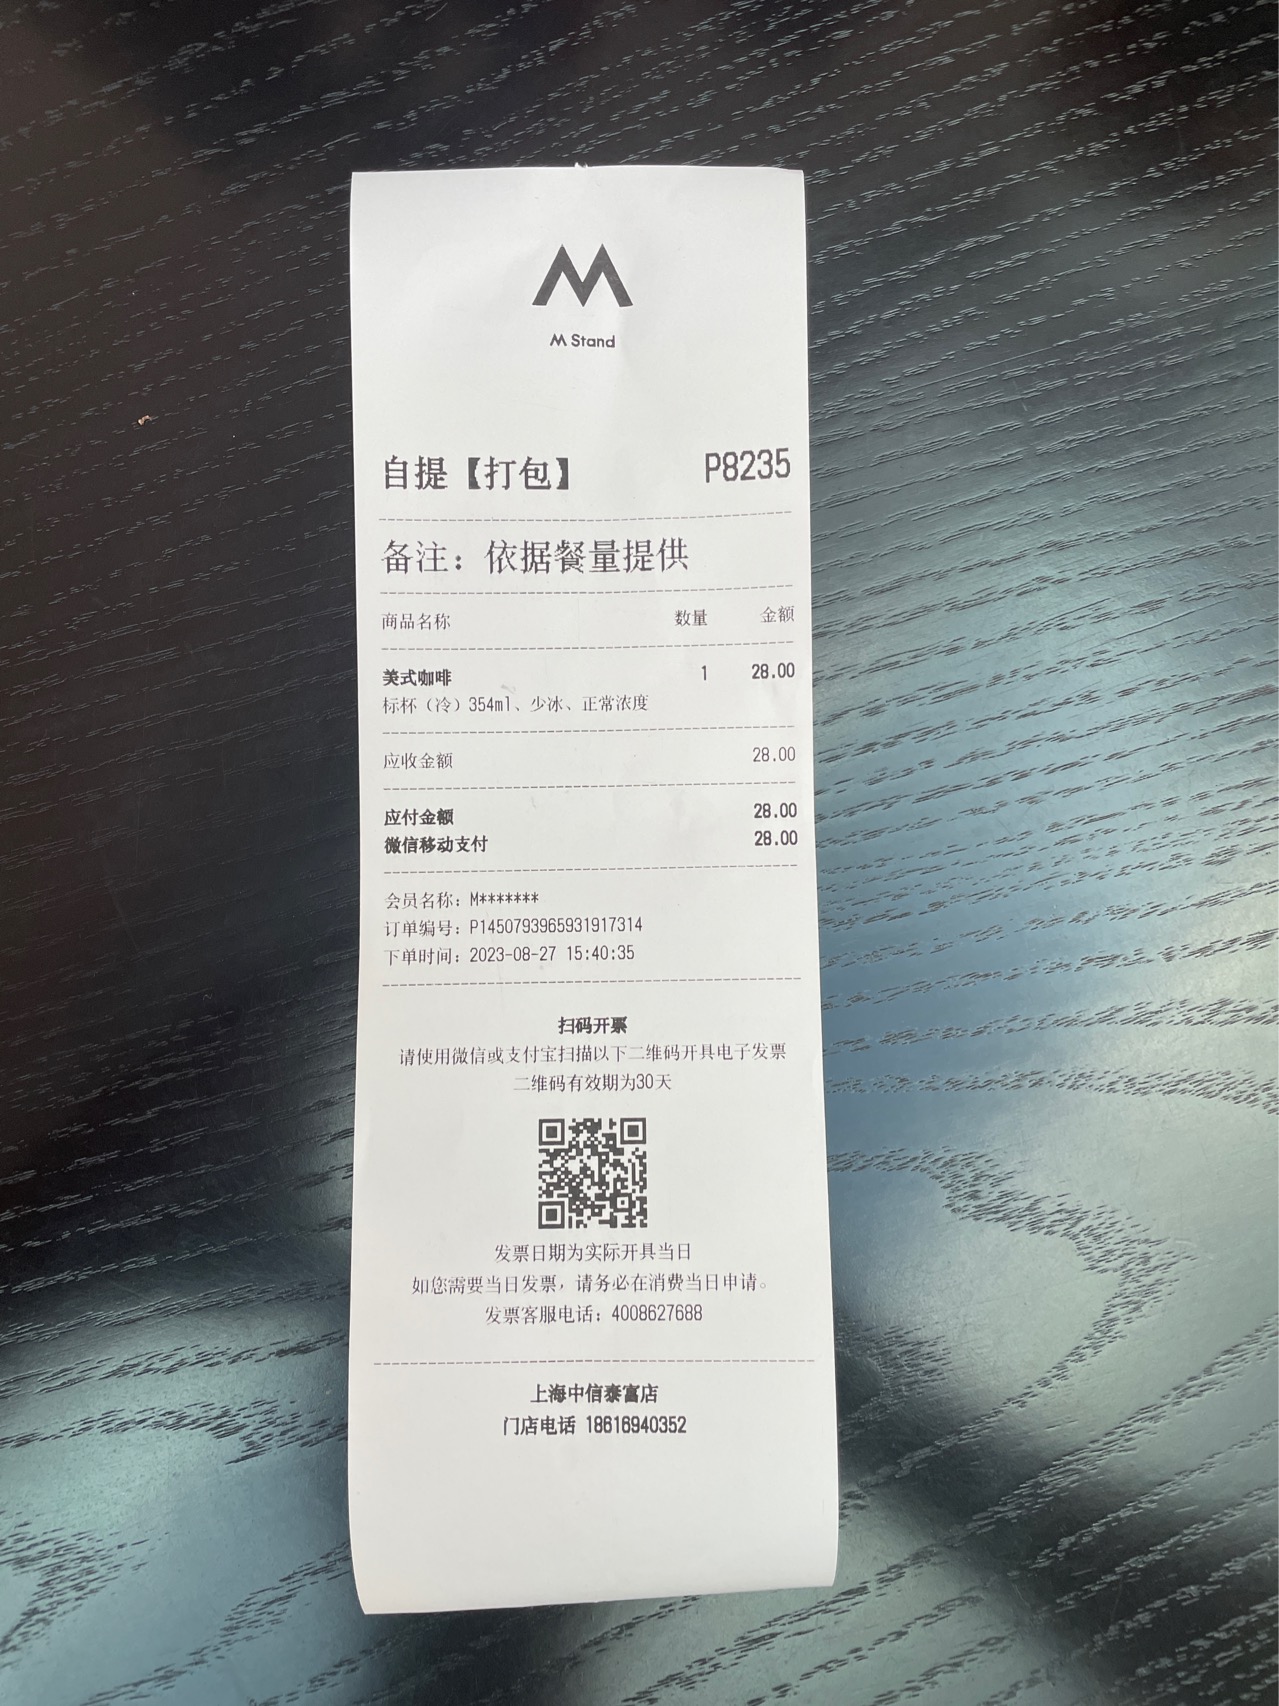 M Stand
自提【打包】 P8235
备注：依据餐量提供
商品名称 数量 金额
美式咖啡 1 28.00
标杯（冷）354ml、少冰、正常浓度
应收金额 28.00
应付金额 28.00
微信移动支付 28.00
会员名称：M*******
订单编号：P1450793965931917314
下单时间：2023-08-27 15:40:35
扫码开票
请使用微信或支付宝扫描以下二维码开具电子发票
二维码有效期为30天
发票日期为实际开具当日
如您需要当日发票，请务必在消费当日申请。
发票客服电话：4008627688
上海中信泰富店
门店电话 18616940352